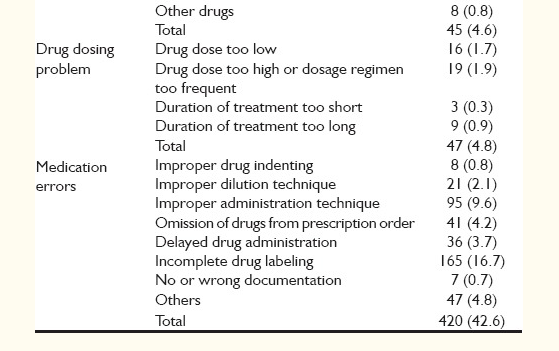 Other drugs 8 (0.8)
Total 45 (4.6)
Drug dosing Drug dose too low 16 (1.7)
problem Drug dose too high or dosage regimen 19 (1.9)
too frequent
Duration of treatment too short 3 (0.3)
Duration of treatment too long 9 (0.9)
Total 47 (4.8)
Medication Improper drug indenting 8 (0.8)
errors Improper dilution technique 21 (2.1)
Improper administration technique 95 (9.6)
Omission of drugs from prescription order 41 (4.2)
Delayed drug administration 36 (3.7)
Incomplete drug labeling 165 (16.7)
No or wrong documentation 7 (0.7)
Others 47 (4.8)
Total 420 (42.6)